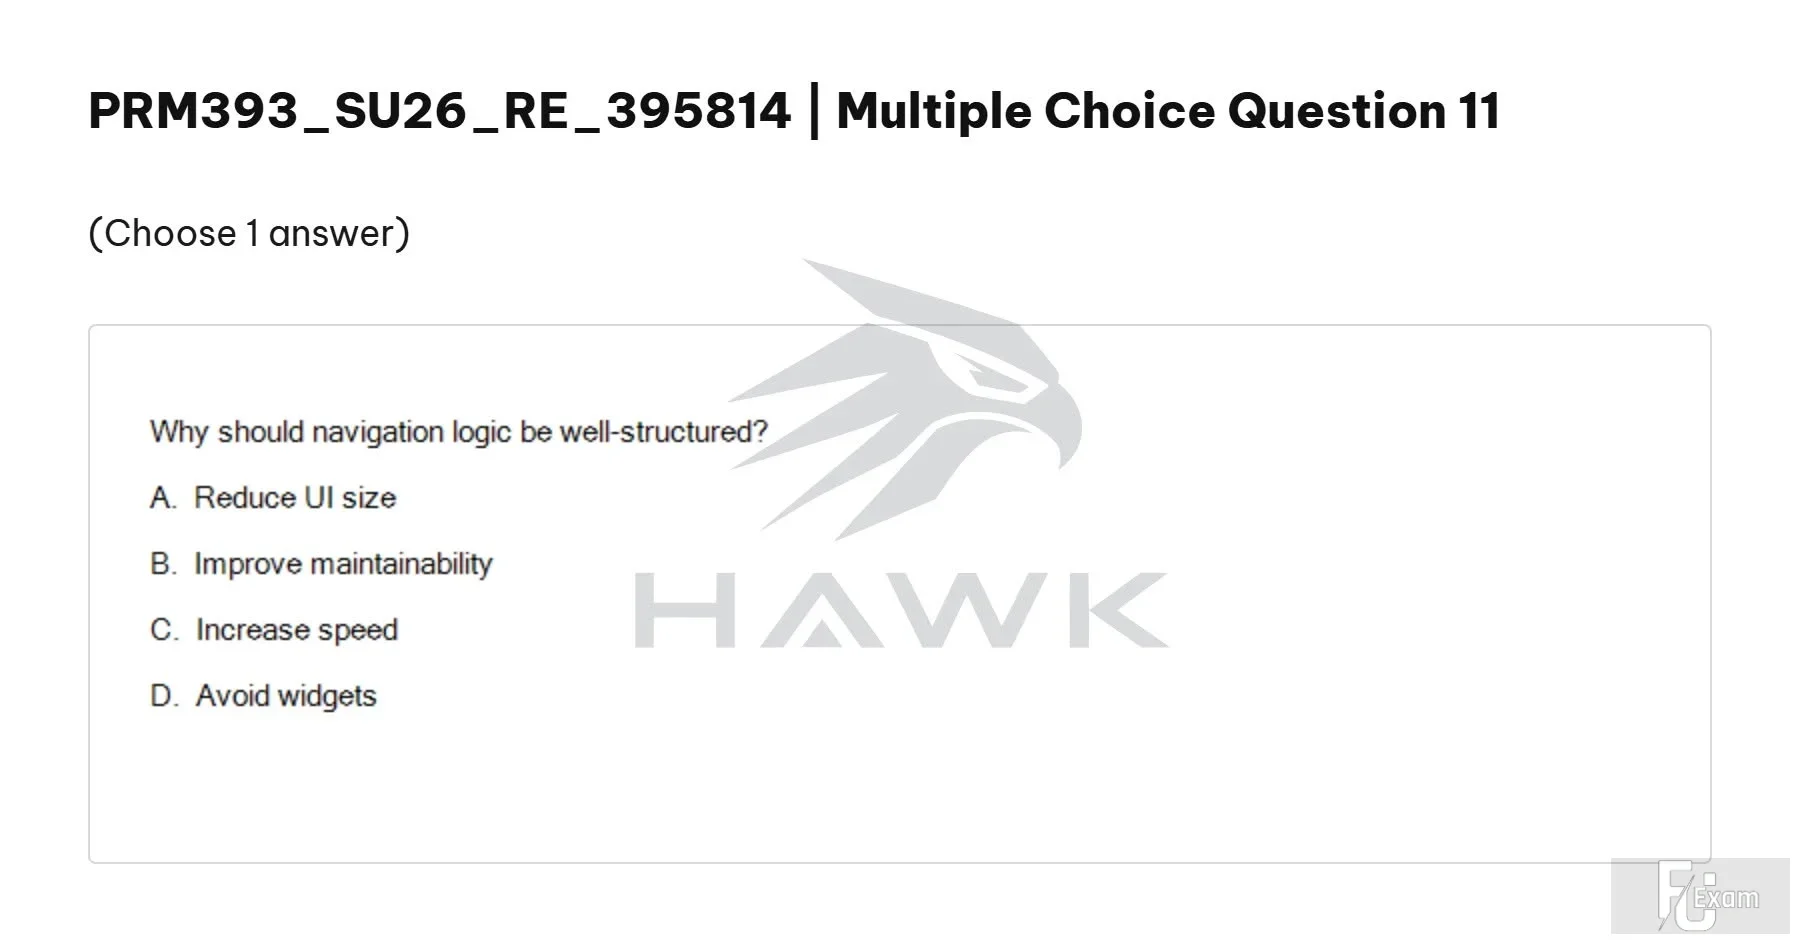 PRM393_SU26_RE_395814 | Multiple Choice Question 11
(Choose 1 answer)
Why should navigation logic be well-structured?
A. Reduce UI size
B. Improve maintainability
C. Increase speed
D. Avoid widgets
HAWK
FU Exam